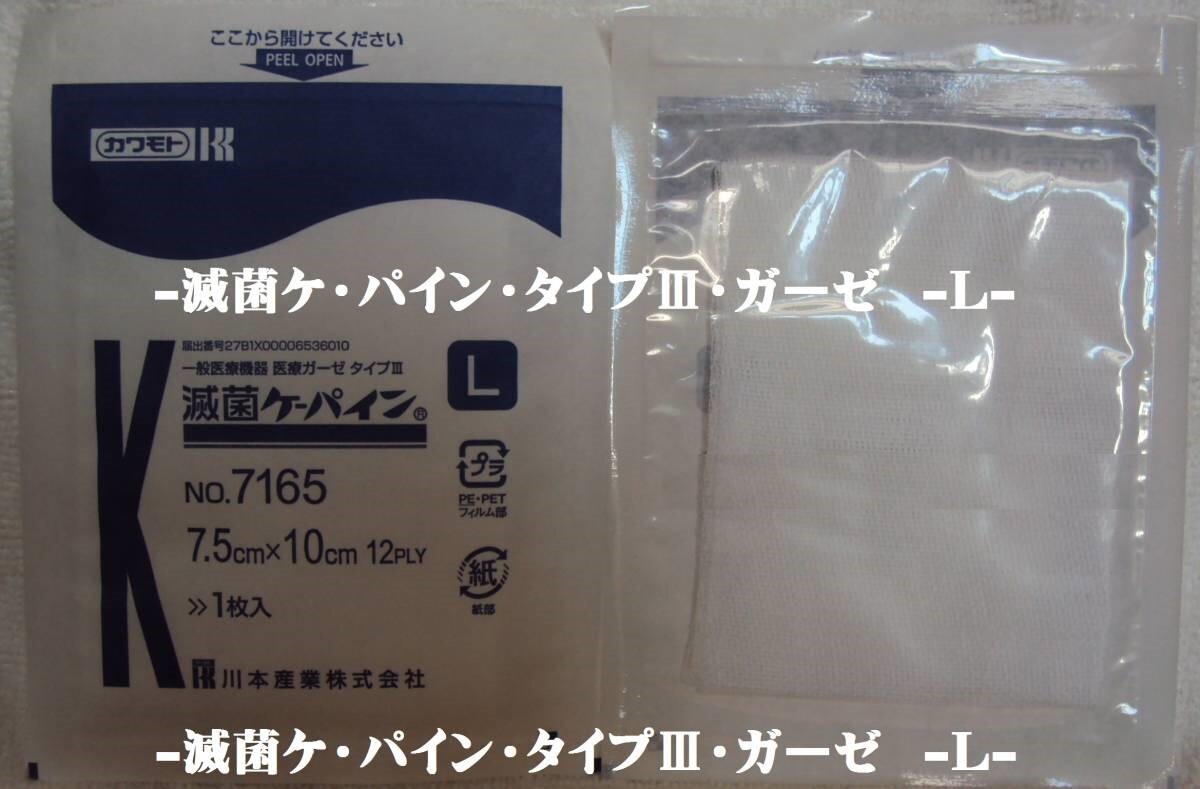 ここから開けてください
PEEL OPEN
カワモト
-滅菌ケ・パイン・タイプⅢ・ガーゼ -L-
届出番号27B1X00006536010
一般医療機器 医療ガーゼ タイプⅢ
滅菌ケーパイン®
L
K
NO.7165
プラ
PE・PET
フィルム部
7.5cm×10cm 12PLY
紙
紙部
≫1枚入
川本産業株式会社
-滅菌ケ・パイン・タイプⅢ・ガーゼ -L-